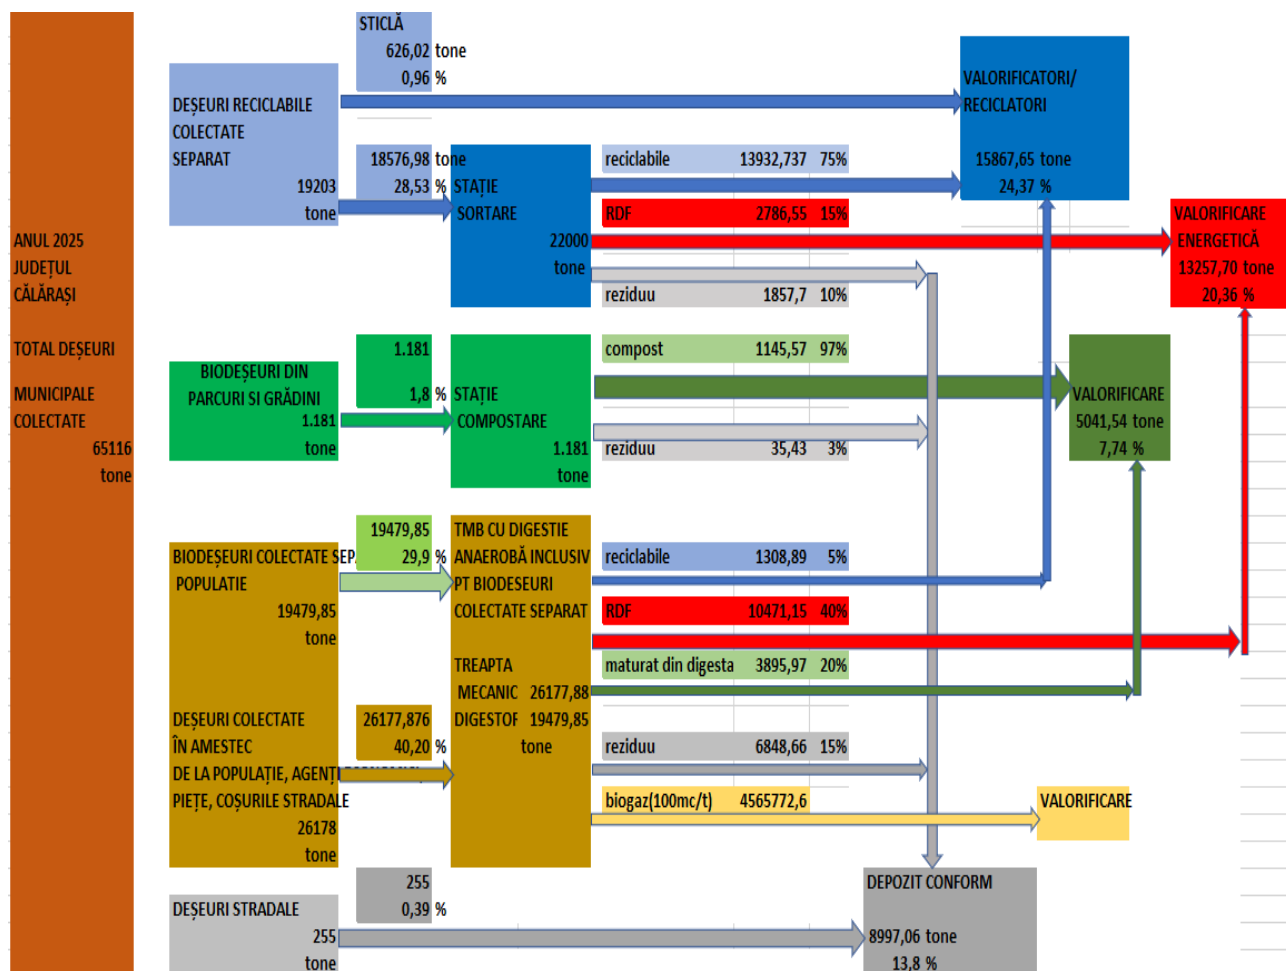 ANUL 2025
JUDEȚUL
CĂLĂRAȘI
TOTAL DEȘEURI
MUNICIPALE
COLECTATE
65116
tone
DEȘEURI RECICLABILE
COLECTATE
SEPARAT
19203
tone
STICLĂ
626,02 tone
0,96 %
18576,98 tone
28,53 %
STAȚIE
SORTARE
22000
tone
reciclabile 13932,737 75%
RDF 2786,55 15%
reziduu 1857,7 10%
VALORIFICATORI/
RECICLATORI
15867,65 tone
24,37 %
VALORIFICARE
ENERGETICĂ
13257,70 tone
20,36 %
BIODEȘEURI DIN
PARCURI SI GRĂDINI
1.181
tone
1.181
1,8 %
STAȚIE
COMPOSTARE
1.181
tone
compost 1145,57 97%
reziduu 35,43 3%
VALORIFICARE
5041,54 tone
7,74 %
BIODEȘEURI COLECTATE SEP
POPULATIE
19479,85
tone
19479,85
29,9 %
TMB CU DIGESTIE
ANAEROBĂ INCLUSIV
PT BIODESEURI
COLECTATE SEPARAT
TREAPTA
MECANIC 26177,88
DIGESTOF 19479,85
tone
reciclabile 1308,89 5%
RDF 10471,15 40%
maturat din digesta 3895,97 20%
reziduu 6848,66 15%
biogaz(100mc/t) 4565772,6
VALORIFICARE
DEȘEURI COLECTATE
ÎN AMESTEC
DE LA POPULAȚIE, AGENȚI
PIEȚE, COȘURILE STRADALE
26178
tone
26177,876
40,20 %
DEȘEURI STRADALE
255
tone
255
0,39 %
DEPOZIT CONFORM
8997,06 tone
13,8 %